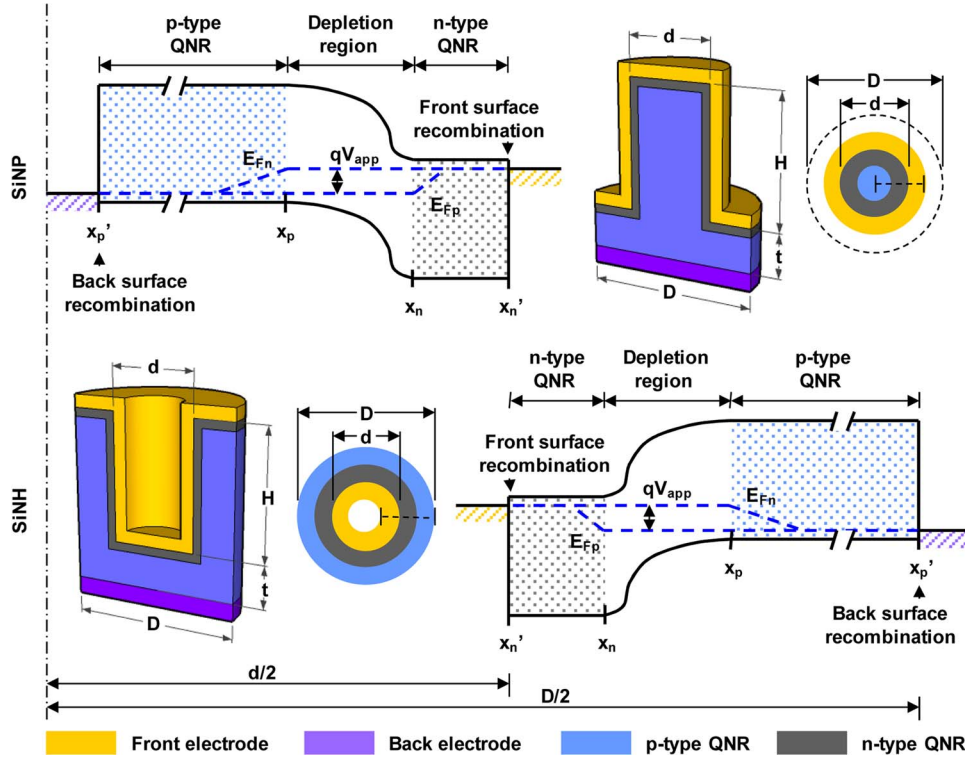 SiNP
p-type
QNR
Depletion
region
n-type
QNR
Front surface
recombination
E_Fn
qV_app
E_Fp
x_p'
x_p
x_n
x_n'
Back surface
recombination
d
H
t
D
D
d
SiNH
d
H
t
D
D
d
n-type
QNR
Depletion
region
p-type
QNR
Front surface
recombination
qV_app
E_Fn
E_Fp
x_n'
x_n
x_p
x_p'
Back surface
recombination
d/2
D/2
Front electrode
Back electrode
p-type QNR
n-type QNR